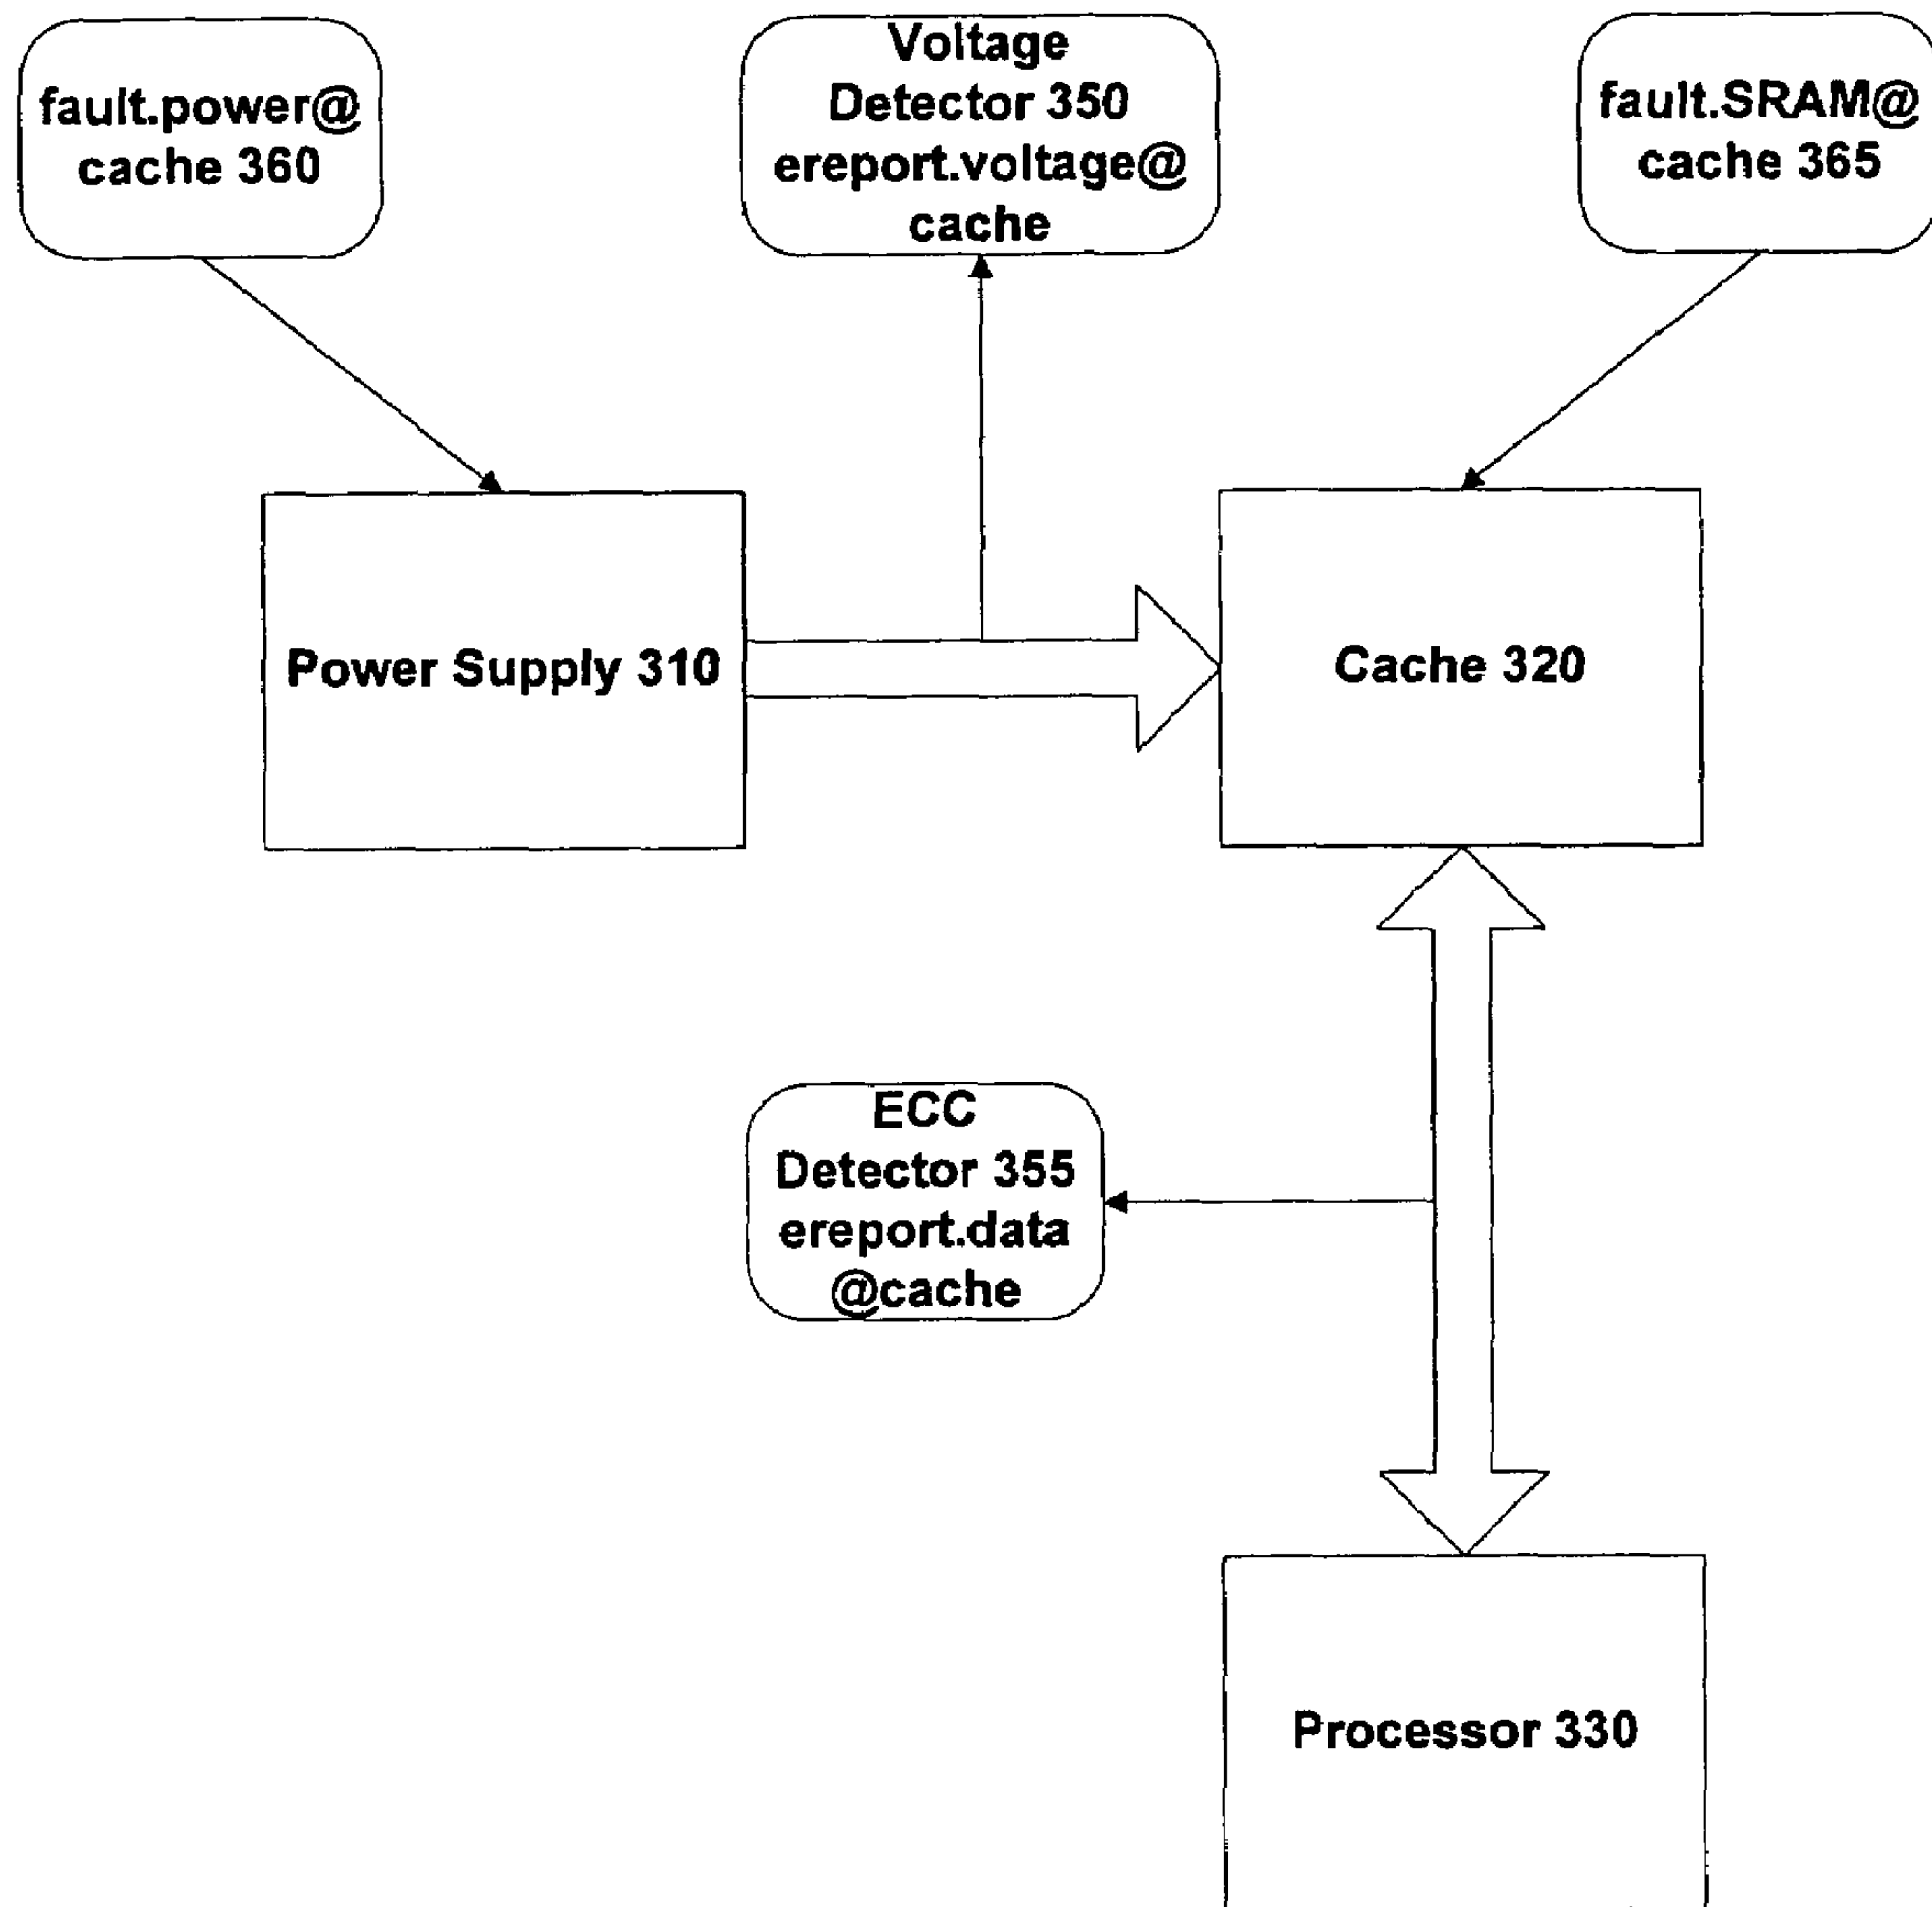 fault.power@
cache 360
Voltage
Detector 350
ereport.voltage@
cache
fault.SRAM@
cache 365
Power Supply 310
Cache 320
ECC
Detector 355
ereport.data
@cache
Processor 330